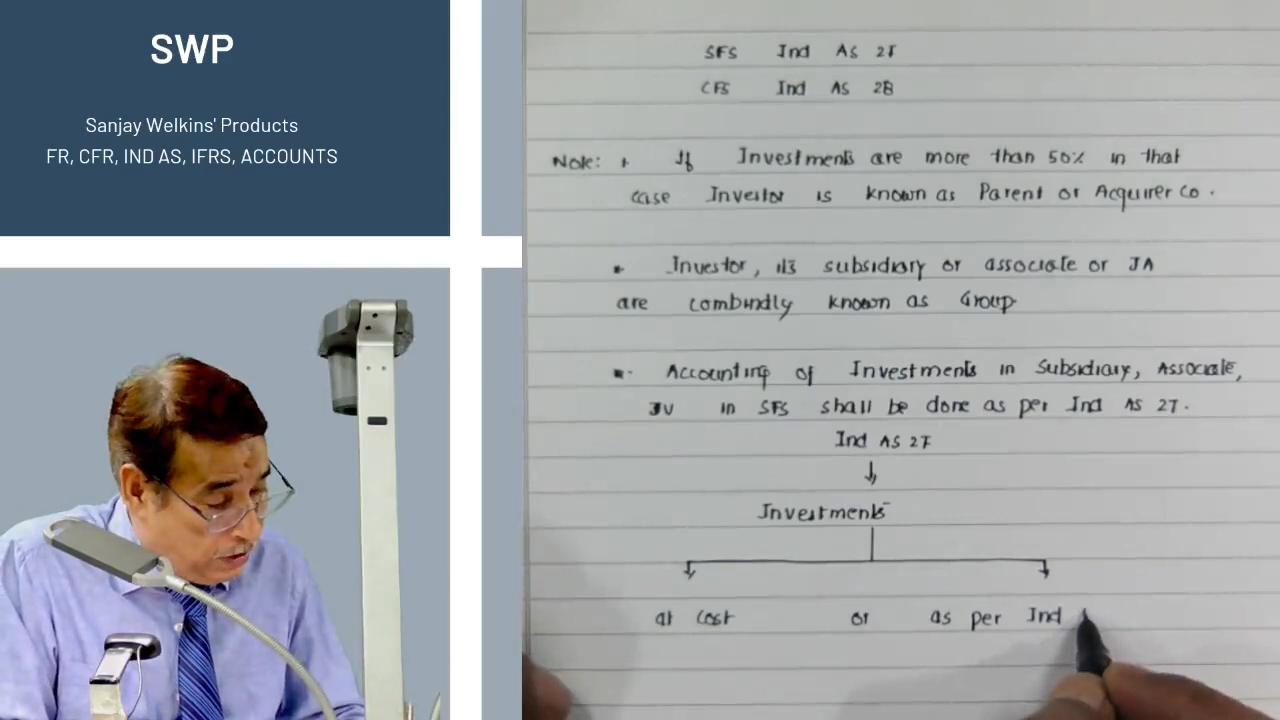 SWP
Sanjay Welkins' Products
FR, CFR, IND AS, IFRS, ACCOUNTS
SFS Ind AS 27
CFS Ind AS 28
Note: * If Investments are more than 50% in that
case Investor is known as Parent or Acquirer Co.
* Investor, its subsidiary or associate or JA
are combindly known as Group
*. Accounting of Investments in Subsidiary, Associate,
JV in SFS shall be done as per Ind AS 27.
Ind AS 27
Investments
at cost or as per Ind